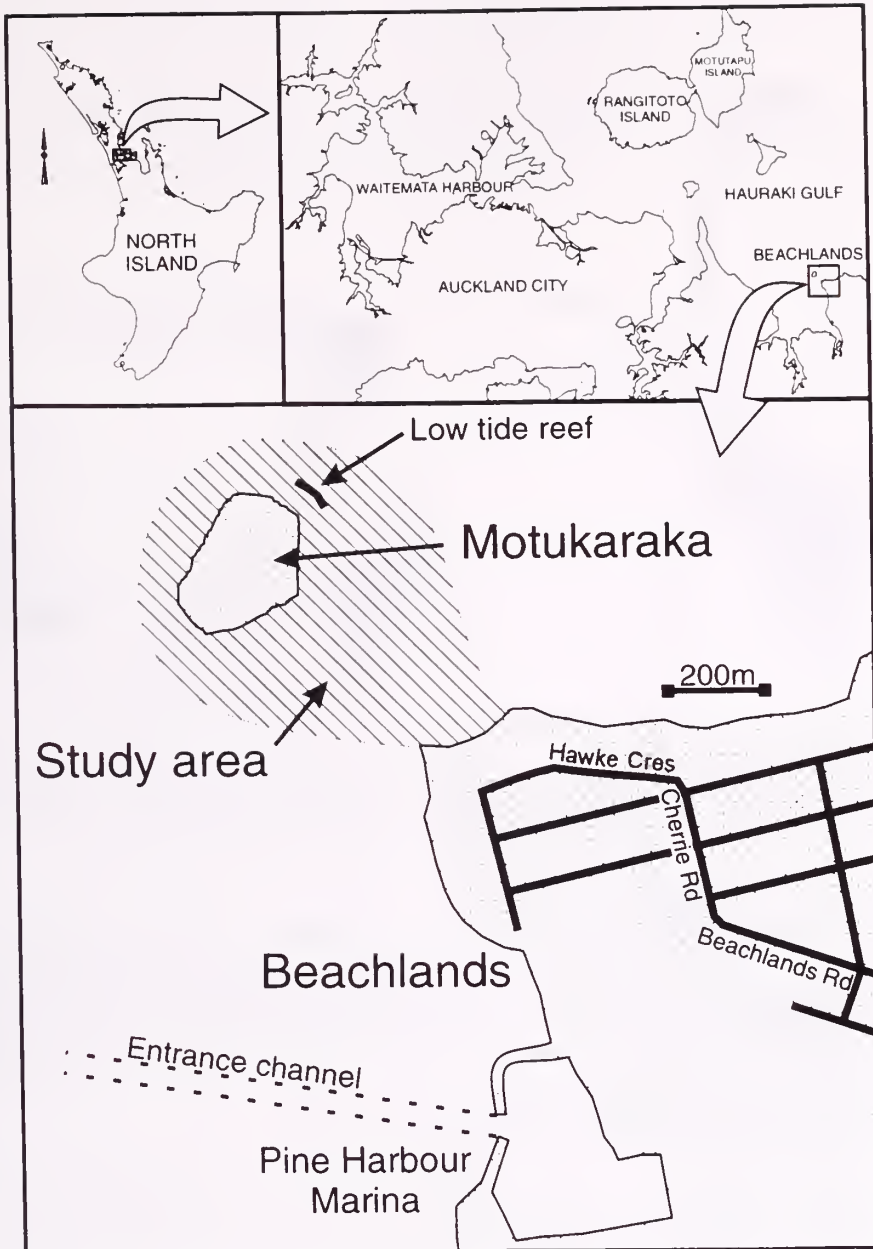 NORTH
ISLAND
MOTUTAPU
ISLAND
RANGITOTO
ISLAND
WAITEMATA HARBOUR
HAURAKI GULF
BEACHLANDS
AUCKLAND CITY
Low tide reef
Motukaraka
200m
Study area
Hawke Cres
Cherrie Rd
Beachlands Rd
Beachlands
Entrance channel
Pine Harbour
Marina